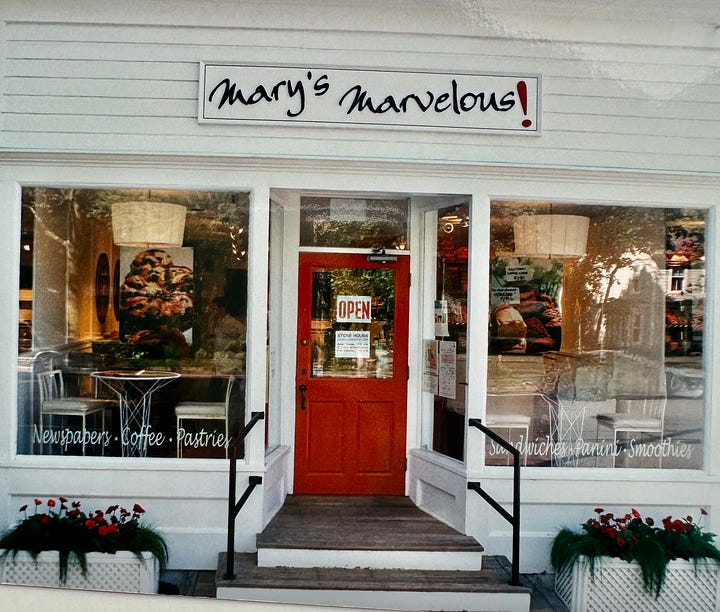 Mary's Marvelous!
OPEN
STORE HOURS
Newspapers · Coffee · Pastries
Sandwiches · Panini · Smoothies